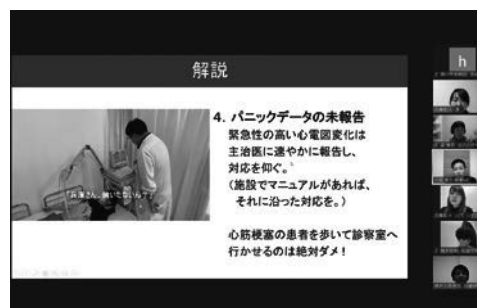 解説
4. パニックデータの未報告
緊急性の高い心電図変化は
主治医に速やかに報告し、
対応を仰ぐ。
(施設でマニュアルがあれば、
それに沿った対応を。)
心筋梗塞の患者を歩いて診察室へ
行かせるのは絶対ダメ！
h